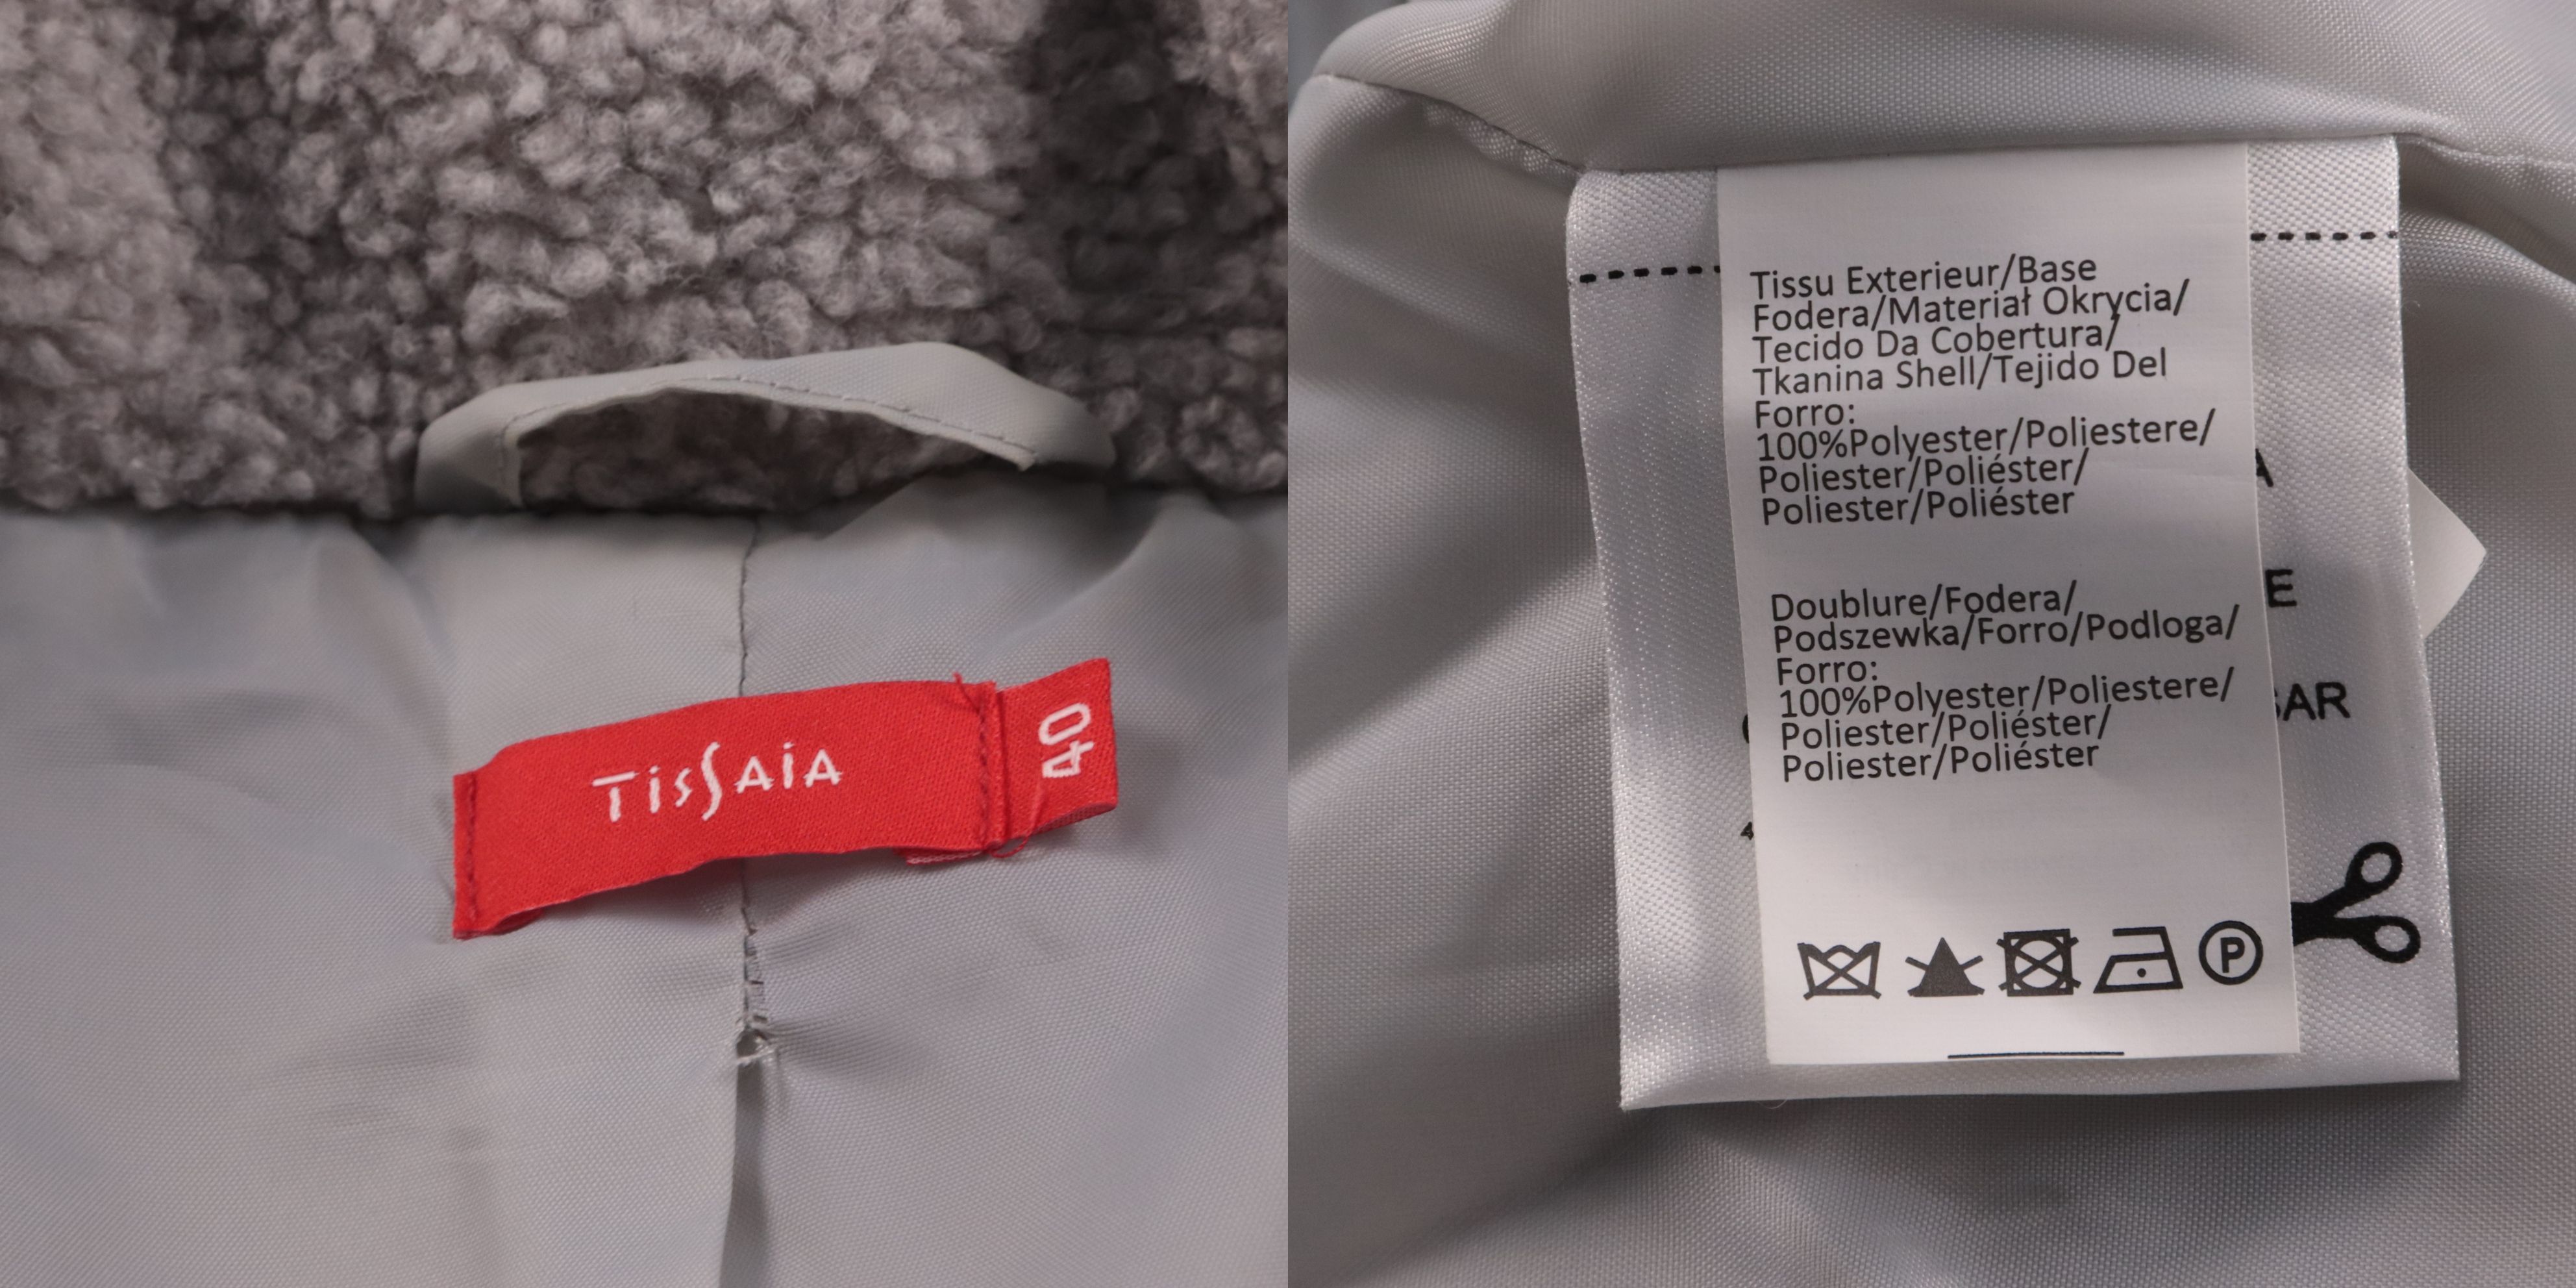 TisSAiA
40
Tissu Exterieur/Base
Fodera/Materiał Okrycia/
Tecido Da Cobertura/
Tkanina Shell/Tejido Del
Forro:
100%Polyester/Poliestere/
Poliester/Poliéster/
Poliester/Poliéster
Doublure/Fodera/
Podszewka/Forro/Podloga/
Forro:
100%Polyester/Poliestere/
Poliester/Poliéster/
Poliester/Poliéster
P